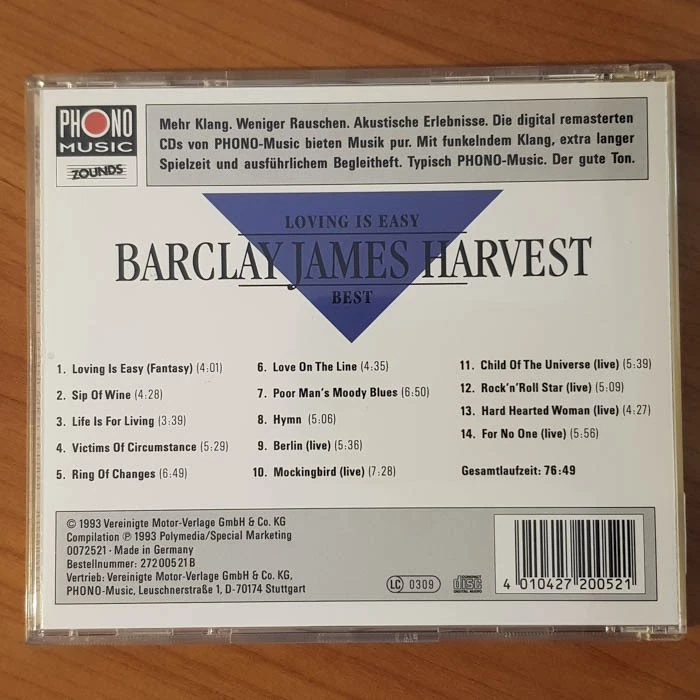 PHONO
MUSIC
ZOUNDS
Mehr Klang. Weniger Rauschen. Akustische Erlebnisse. Die digital remasterten
CDs von PHONO-Music bieten Musik pur. Mit funkelndem Klang, extra langer
Spielzeit und ausführlichem Begleitheft. Typisch PHONO-Music. Der gute Ton.
LOVING IS EASY
BARCLAY JAMES HARVEST
BEST
1. Loving Is Easy (Fantasy) (4:01)
2. Sip Of Wine (4:28)
3. Life Is For Living (3:39)
4. Victims Of Circumstance (5:29)
5. Ring Of Changes (6:49)
6. Love On The Line (4:35)
7. Poor Man's Moody Blues (6:50)
8. Hymn (5:06)
9. Berlin (live) (5:36)
10. Mockingbird (live) (7:28)
11. Child Of The Universe (live) (5:39)
12. Rock'n'Roll Star (live) (5:09)
13. Hard Hearted Woman (live) (4:27)
14. For No One (live) (5:56)
Gesamtlaufzeit: 76:49
© 1993 Vereinigte Motor-Verlage GmbH & Co. KG
Compilation ℗ 1993 Polymedia/Special Marketing
0072521 · Made in Germany
Bestellnummer: 27200521B
Vertrieb: Vereinigte Motor-Verlage GmbH & Co. KG,
PHONO-Music, Leuschnerstraße 1, D-70174 Stuttgart
LC 0309
COMPACT
disc
DIGITAL AUDIO
4 010427 200521